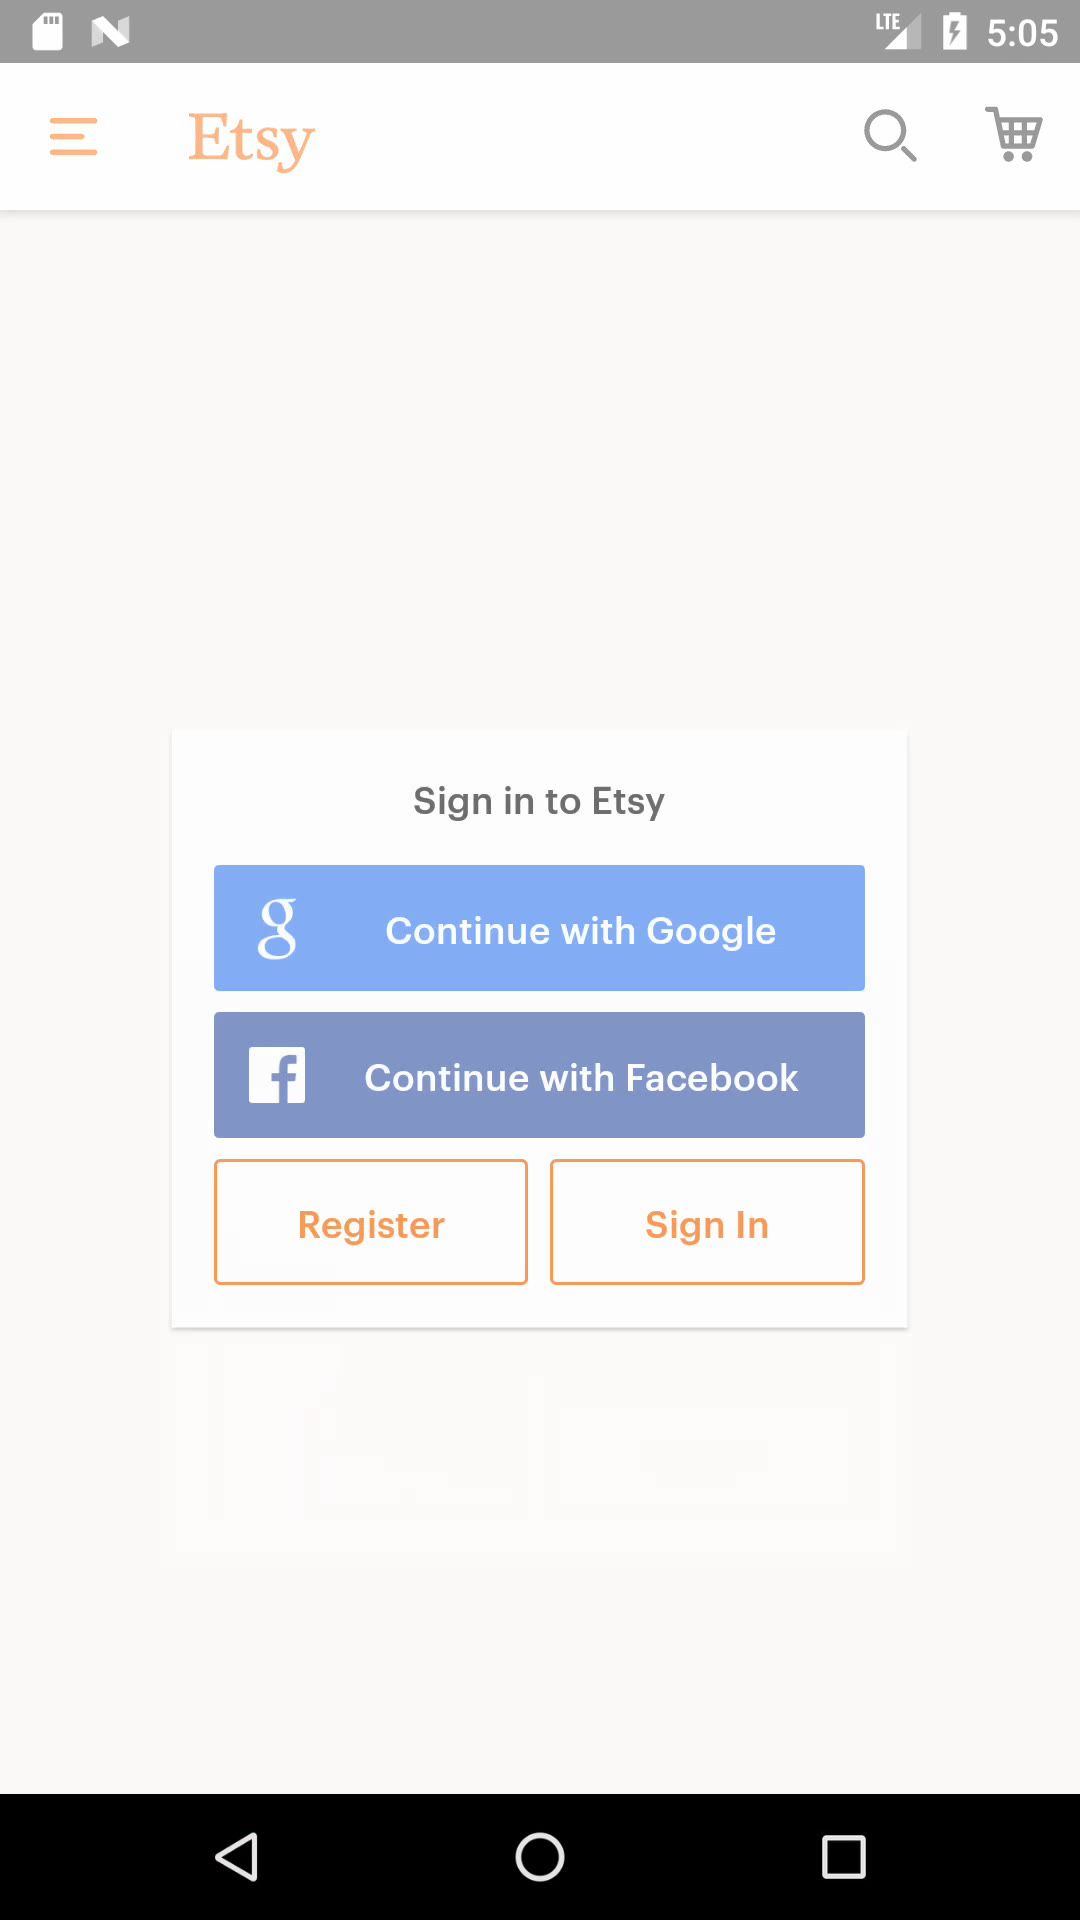 LTE 5:05
Etsy
Sign in to Etsy
Continue with Google
Continue with Facebook
Register Sign In